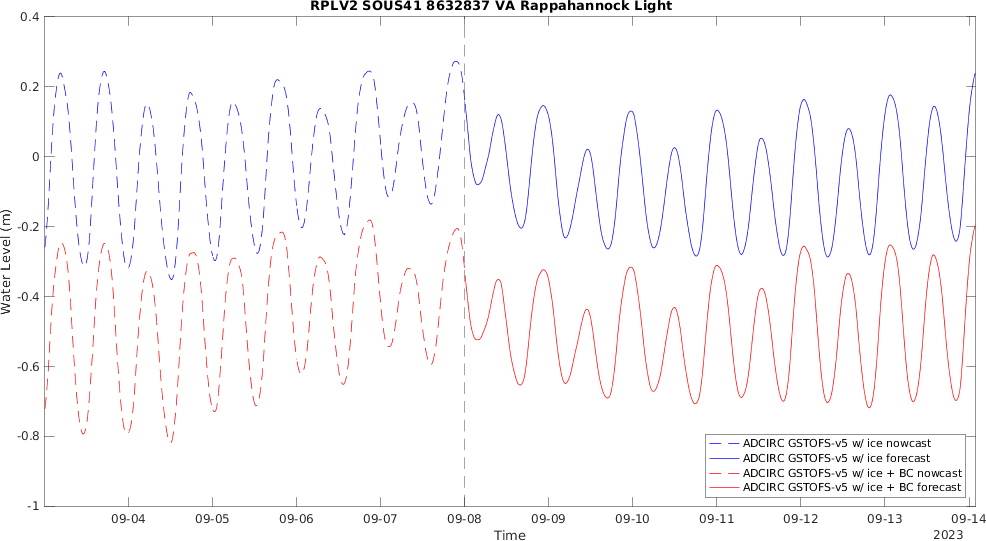 RPLV2 SOUS41 8632837 VA Rappahannock Light
0.4
0.2
0
-0.2
-0.4
-0.6
-0.8
-1
Water Level (m)
09-04 09-05 09-06 09-07 09-08 09-09 09-10 09-11 09-12 09-13 09-14
Time
2023
ADCIRC GSTOFS-v5 w/ ice nowcast
ADCIRC GSTOFS-v5 w/ ice forecast
ADCIRC GSTOFS-v5 w/ ice + BC nowcast
ADCIRC GSTOFS-v5 w/ ice + BC forecast